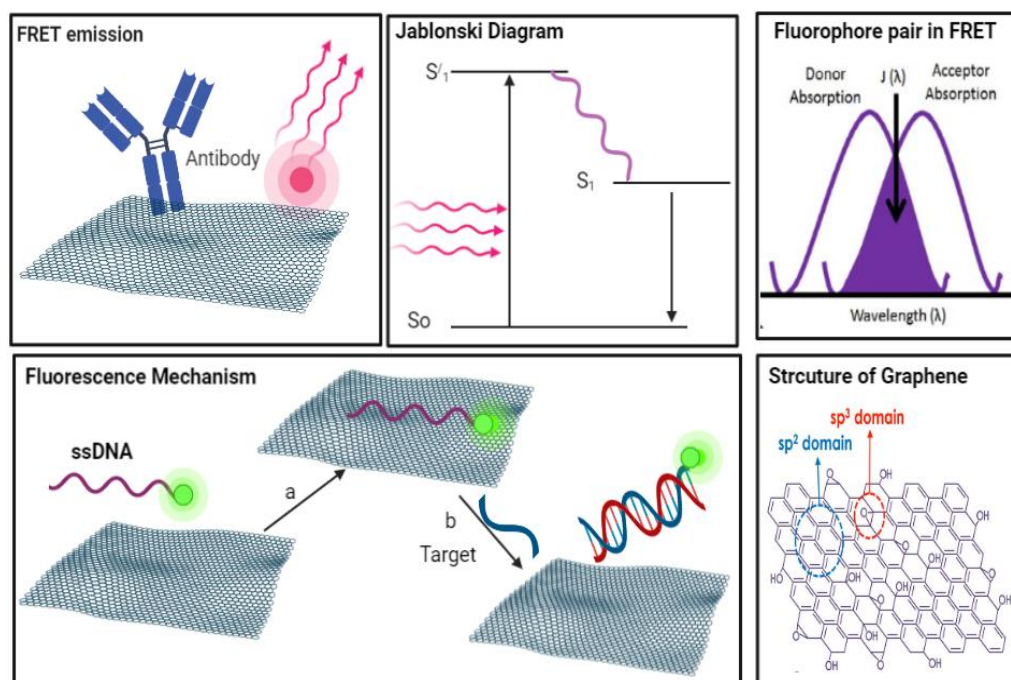 FRET emission
Antibody
Jablonski Diagram
S/1
S1
So
Fluorophore pair in FRET
Donor
Absorption
J (λ)
Acceptor
Absorption
Wavelength (λ)
Fluorescence Mechanism
ssDNA
a
b
Target
Strcuture of Graphene
sp3 domain
sp2 domain
OH
O
O
OH
O
OH
HO
OH
OH
O
O
OH
O
OH
OH
O
OH